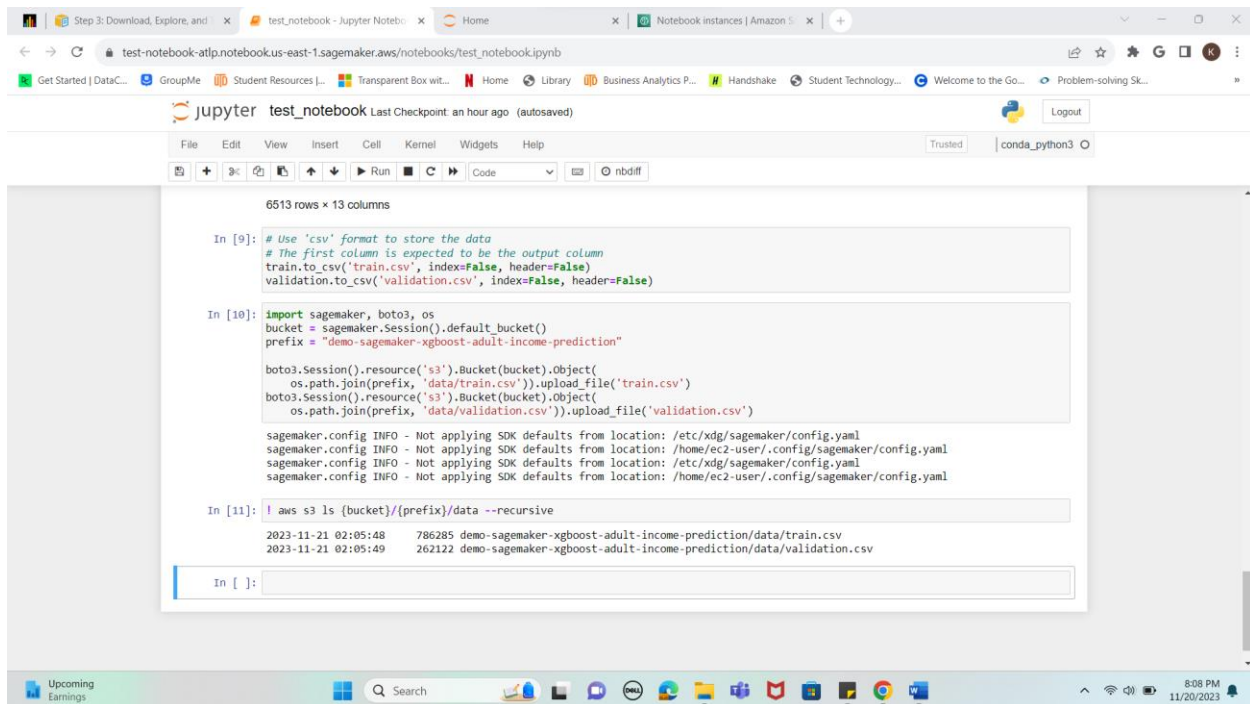 Step 3: Download, Explore, and
test_notebook - Jupyter Notebo
Home
Notebook instances | Amazon S
test-notebook-atlp.notebook.us-east-1.sagemaker.aws/notebooks/test_notebook.ipynb
G
K
Get Started | DataC...
GroupMe
Student Resources |...
Transparent Box wit...
N Home
Library
Business Analytics P...
H Handshake
Student Technology...
Welcome to the Go...
Problem-solving Sk...
»
jupyter test_notebook Last Checkpoint: an hour ago (autosaved)
Logout
File Edit View Insert Cell Kernel Widgets Help
Trusted
conda_python3
Run
Code
nbdiff
6513 rows × 13 columns
In [9]: # Use 'csv' format to store the data
# The first column is expected to be the output column
train.to_csv('train.csv', index=False, header=False)
validation.to_csv('validation.csv', index=False, header=False)
In [10]: import sagemaker, boto3, os
bucket = sagemaker.Session().default_bucket()
prefix = "demo-sagemaker-xgboost-adult-income-prediction"
boto3.Session().resource('s3').Bucket(bucket).Object(
os.path.join(prefix, 'data/train.csv')).upload_file('train.csv')
boto3.Session().resource('s3').Bucket(bucket).Object(
os.path.join(prefix, 'data/validation.csv')).upload_file('validation.csv')
sagemaker.config INFO - Not applying SDK defaults from location: /etc/xdg/sagemaker/config.yaml
sagemaker.config INFO - Not applying SDK defaults from location: /home/ec2-user/.config/sagemaker/config.yaml
sagemaker.config INFO - Not applying SDK defaults from location: /etc/xdg/sagemaker/config.yaml
sagemaker.config INFO - Not applying SDK defaults from location: /home/ec2-user/.config/sagemaker/config.yaml
In [11]: ! aws s3 ls {bucket}/{prefix}/data --recursive
2023-11-21 02:05:48 786285 demo-sagemaker-xgboost-adult-income-prediction/data/train.csv
2023-11-21 02:05:49 262122 demo-sagemaker-xgboost-adult-income-prediction/data/validation.csv
In [ ]:
Upcoming
Earnings
Search
DELL
8:08 PM
11/20/2023